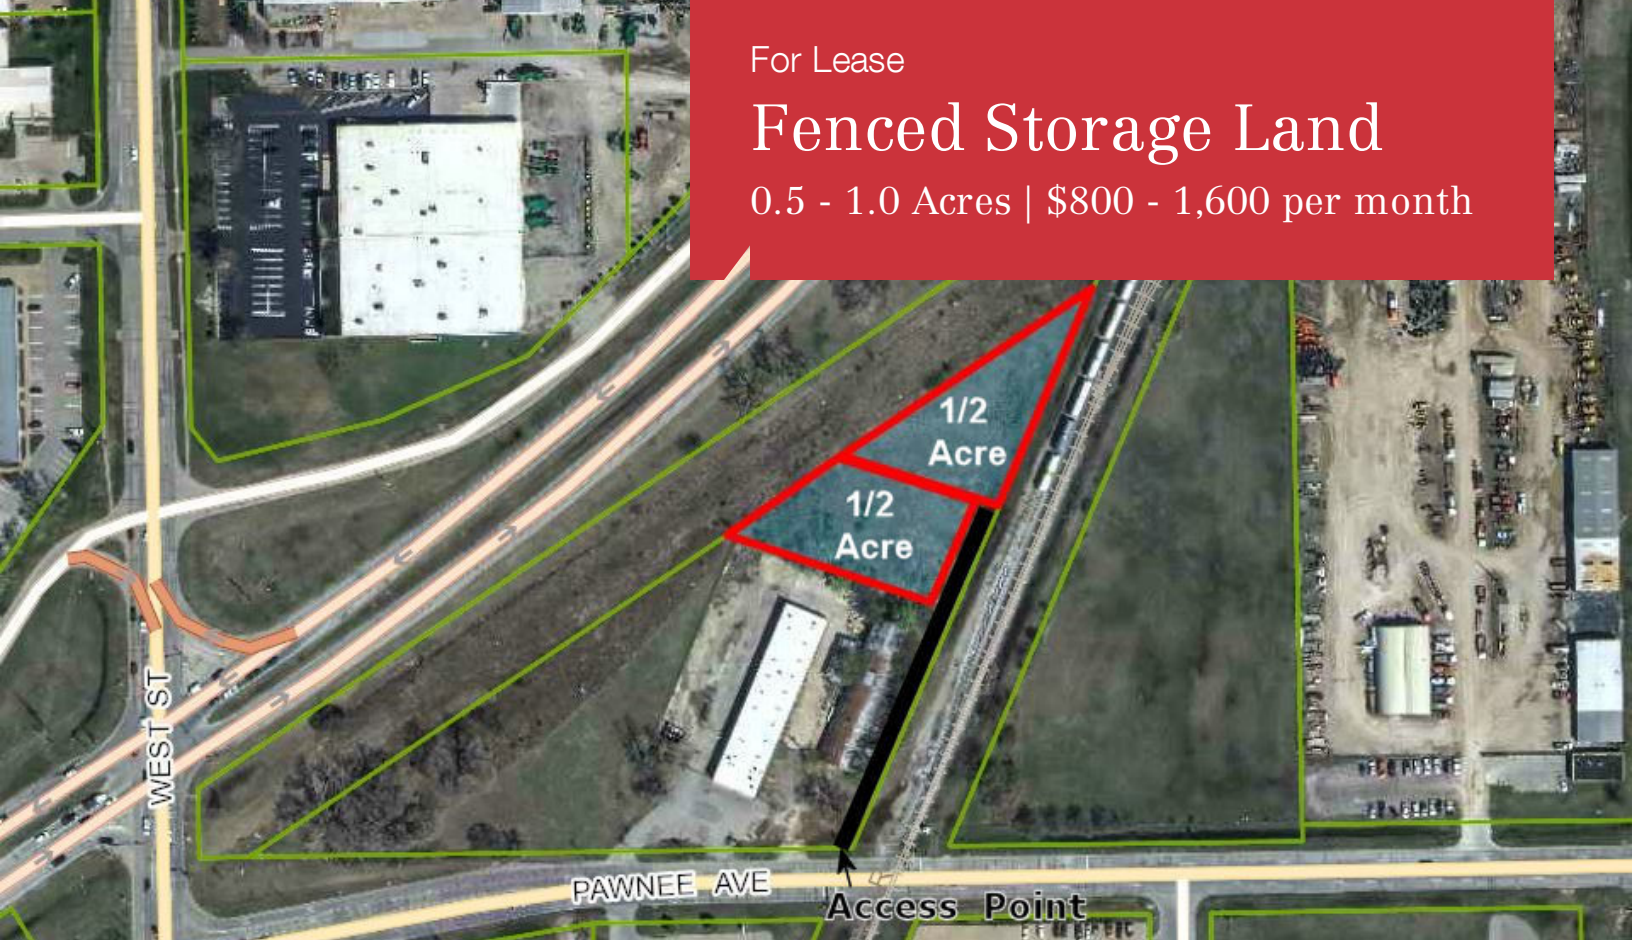 For Lease
Fenced Storage Land
0.5 - 1.0 Acres | $800 - 1,600 per month
1/2
Acre
1/2
Acre
WEST ST
PAWNEE AVE
Access Point